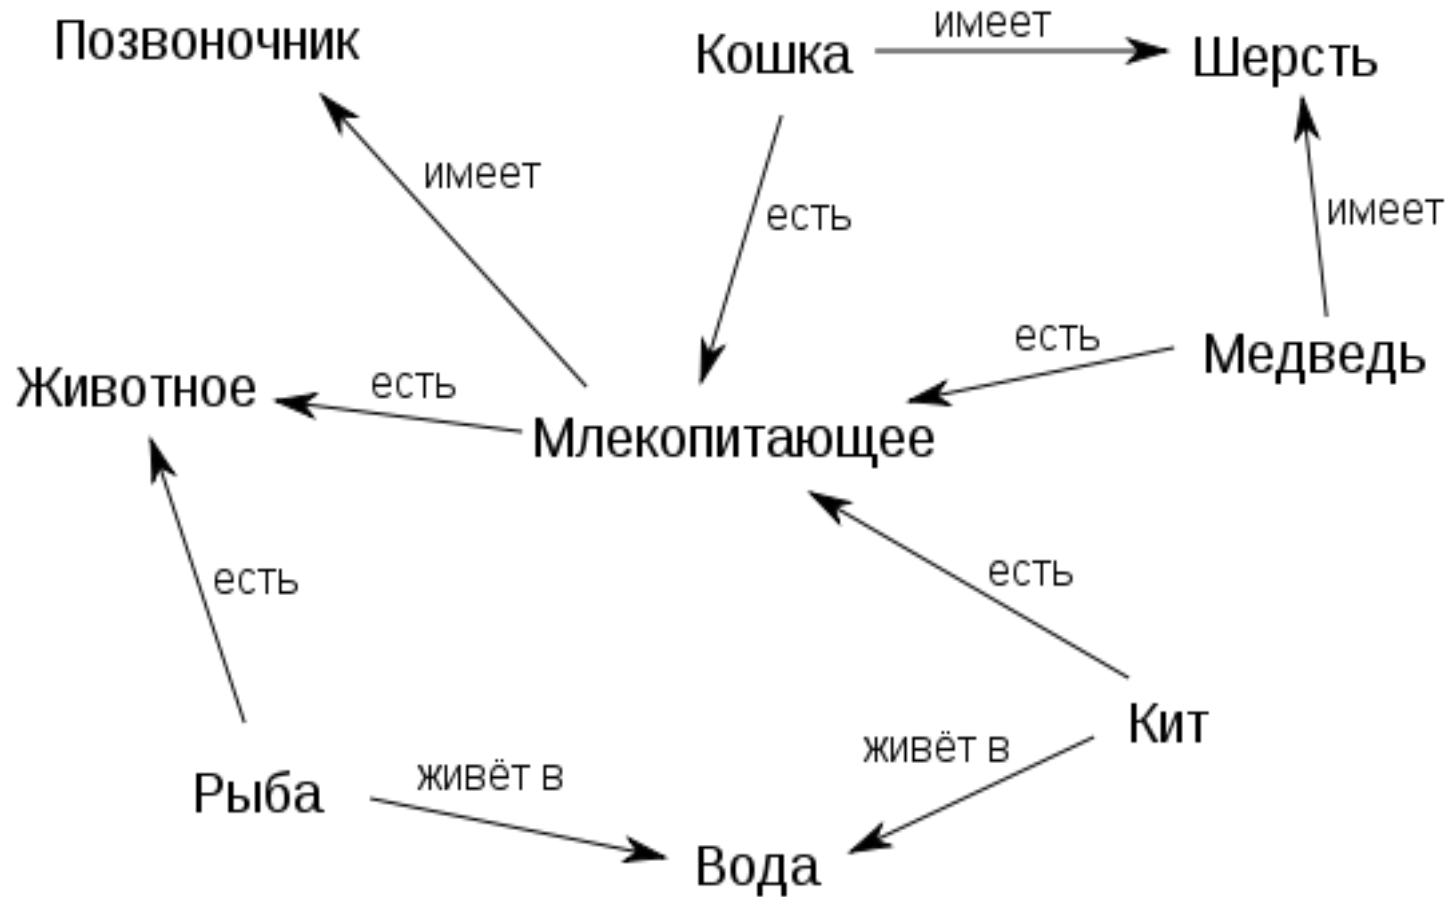 Позвоночник
Кошка
имеет
Шерсть
имеет
есть
имеет
есть
Медведь
Животное
есть
Млекопитающее
есть
есть
Кит
живёт в
Рыба
живёт в
Вода